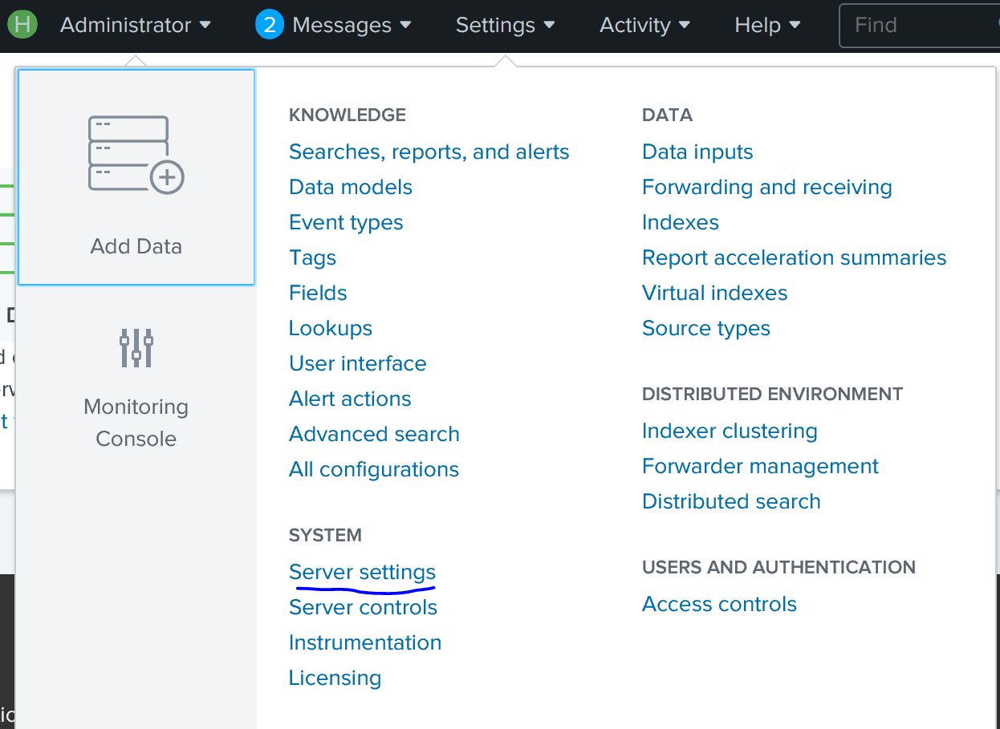 H Administrator 2 Messages Settings Activity Help Find
Add Data
Monitoring
Console
KNOWLEDGE
Searches, reports, and alerts
Data models
Event types
Tags
Fields
Lookups
User interface
Alert actions
Advanced search
All configurations
SYSTEM
Server settings
Server controls
Instrumentation
Licensing
DATA
Data inputs
Forwarding and receiving
Indexes
Report acceleration summaries
Virtual indexes
Source types
DISTRIBUTED ENVIRONMENT
Indexer clustering
Forwarder management
Distributed search
USERS AND AUTHENTICATION
Access controls